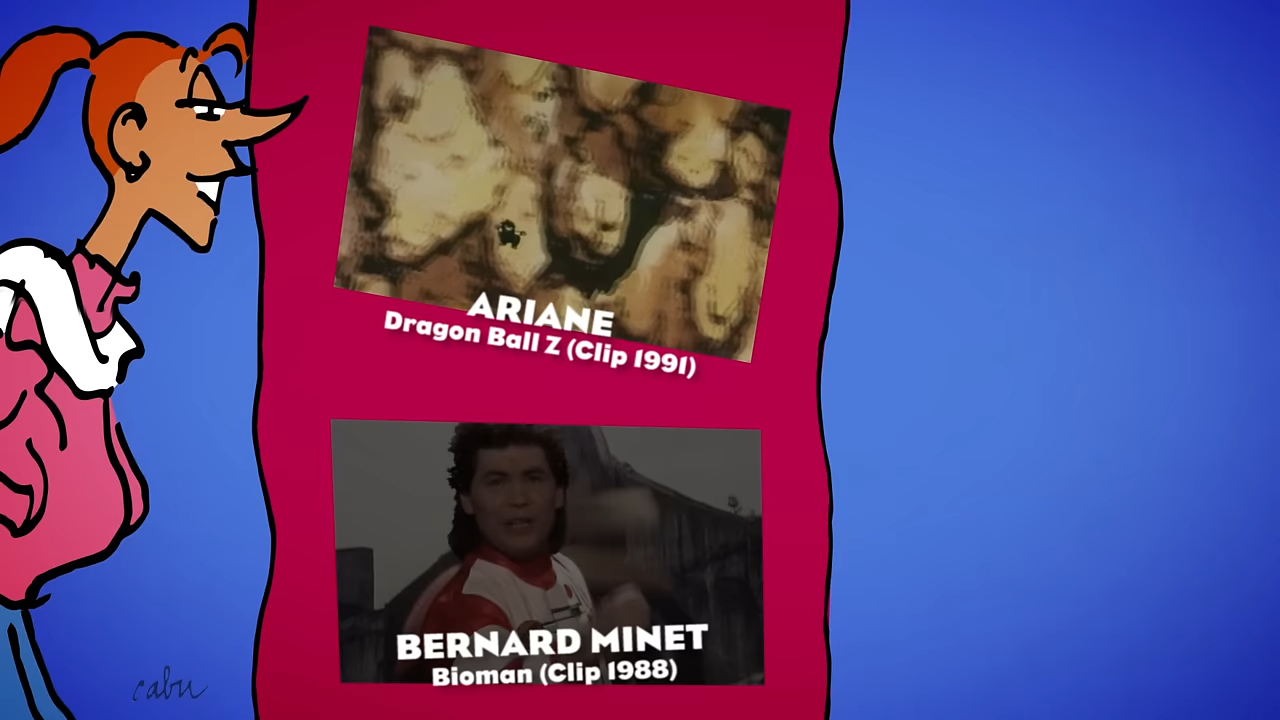 ARIANE
Dragon Ball Z (Clip 1991)
BERNARD MINET
Bioman (Clip 1988)
cabu